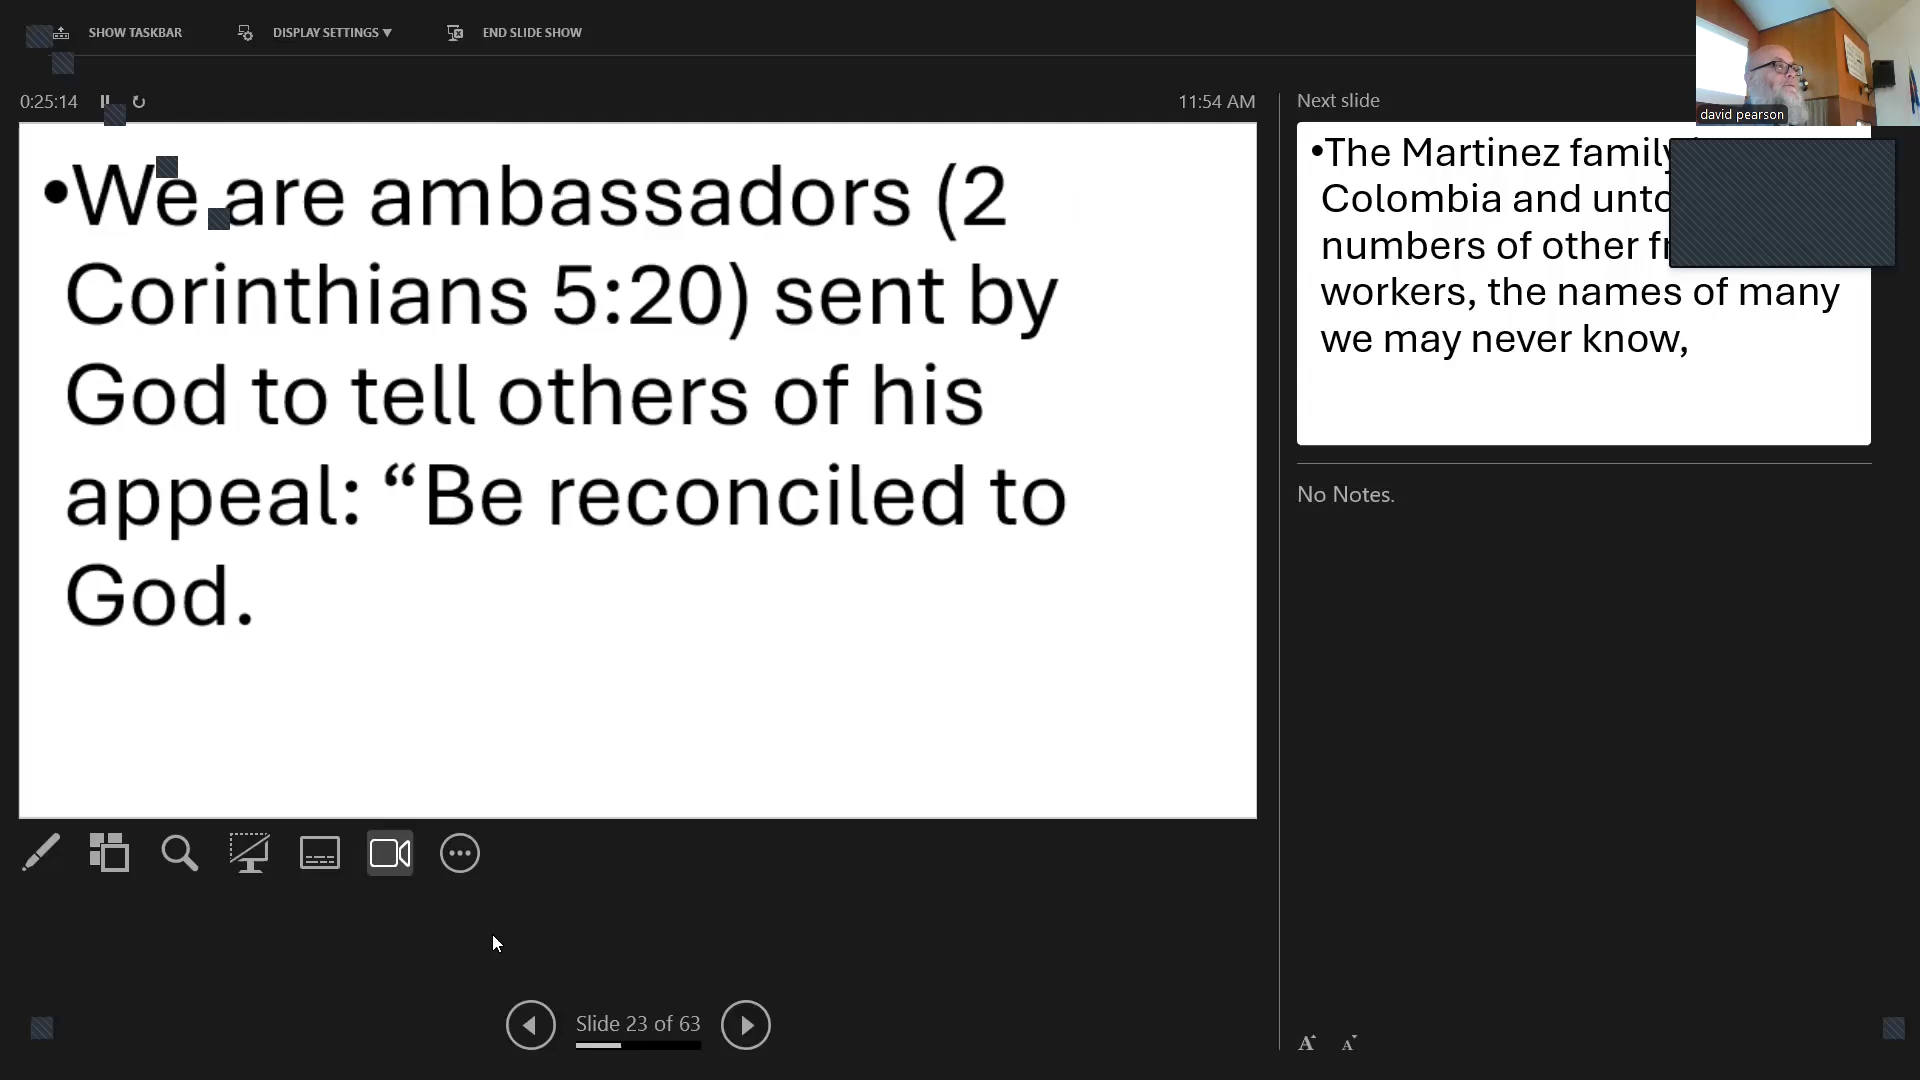 SHOW TASKBAR
DISPLAY SETTINGS ▼
END SLIDE SHOW
0:25:14
11:54 AM
•We are ambassadors (2
Corinthians 5:20) sent by
God to tell others of his
appeal: “Be reconciled to
God.
Slide 23 of 63
Next slide
david pearson
•The Martinez family
Colombia and
numbers of other
workers, the names of many
we may never know,
No Notes.
A A